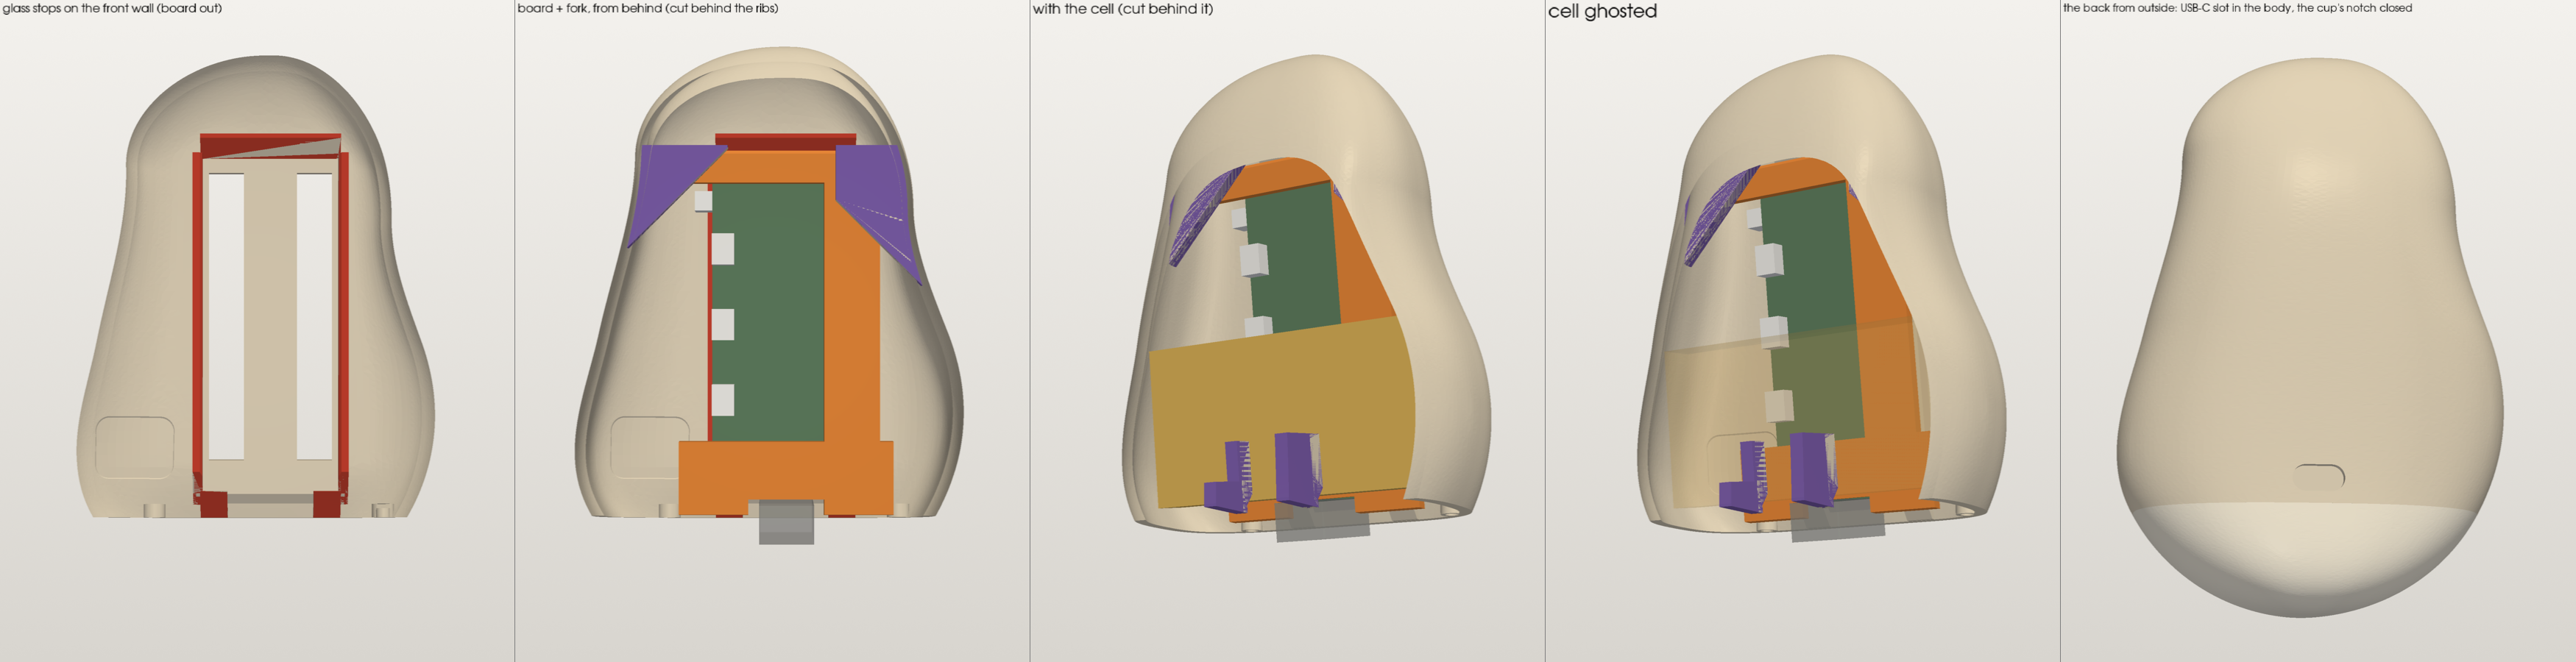 glass stops on the front wall (board out)
board + fork, from behind (cut behind the ribs)
with the cell (cut behind it)
cell ghosted
the back from outside: USB-C slot in the body, the cup's notch closed